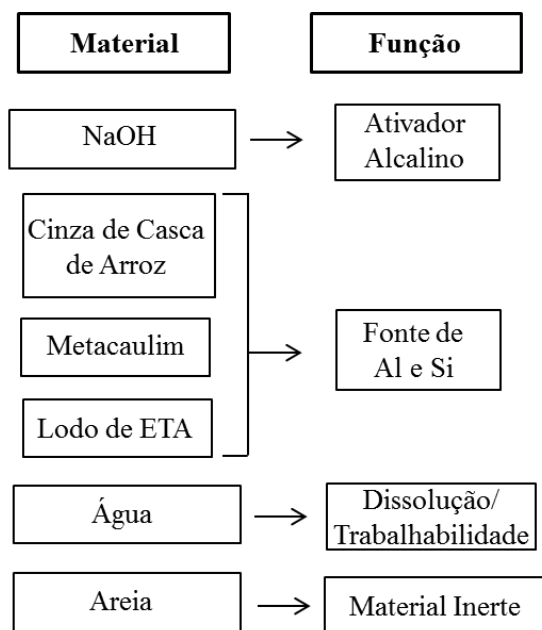 Material
Função
NaOH
Ativador
Alcalino
Cinza de Casca
de Arroz
Metacaulim
Lodo de ETA
Fonte de
Al e Si
Água
Dissolução/
Trabalhabilidade
Areia
Material Inerte